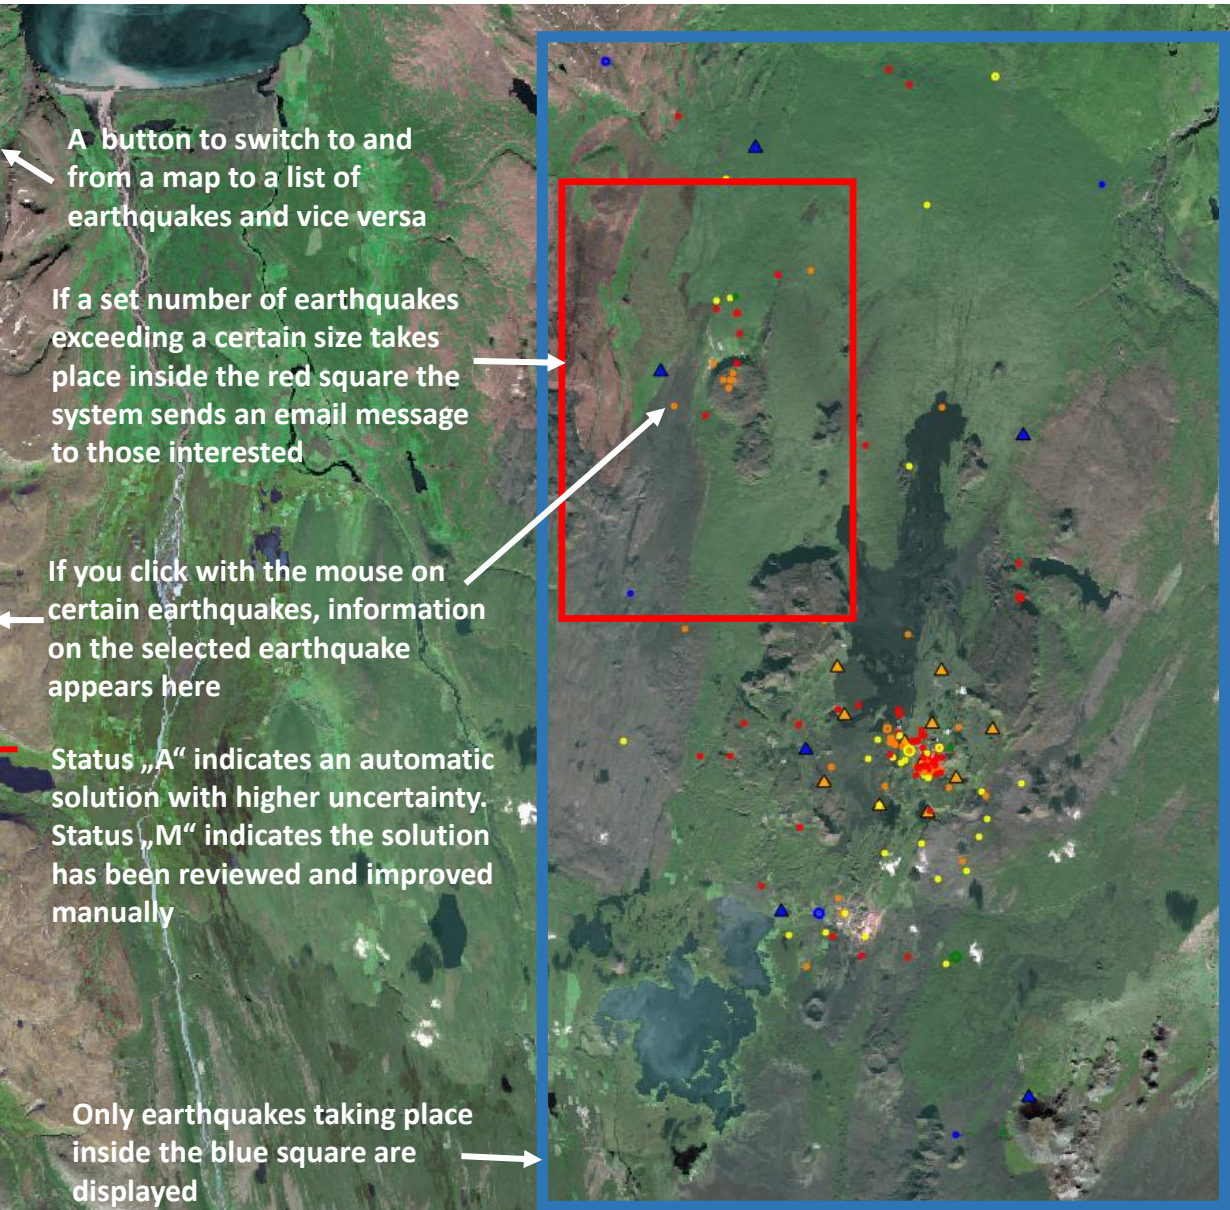 A  button to switch to and
from a map to a list of
earthquakes and vice versa
If a set number of earthquakes
exceeding a certain size takes
place inside the red square the
system sends an email message
to those interested
If you click with the mouse on
certain earthquakes, information
on the selected earthquake
appears here
Status „A“ indicates an automatic
solution with higher uncertainty.
Status „M“ indicates the solution
has been reviewed and improved
manually
Only earthquakes taking place
inside the blue square are
displayed